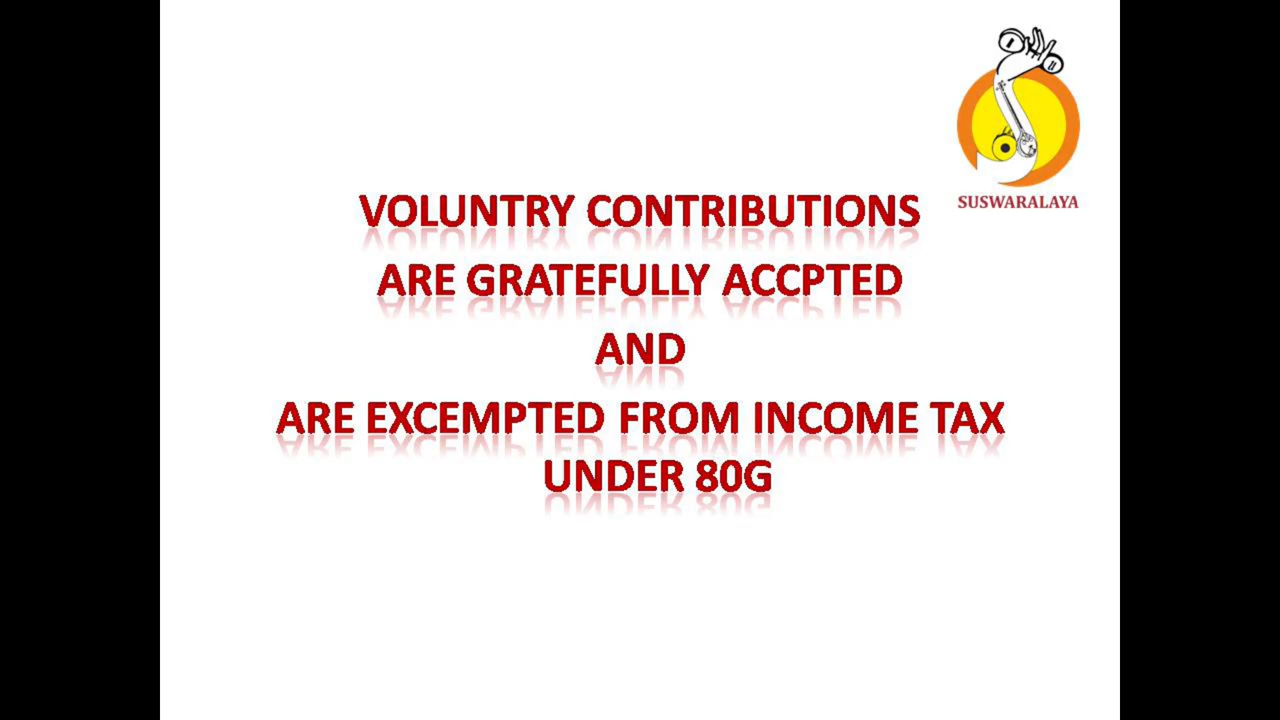 SUSWARALAYA
VOLUNTRY CONTRIBUTIONS
ARE GRATEFULLY ACCPTED
AND
ARE EXCEMPTED FROM INCOME TAX
UNDER 80G